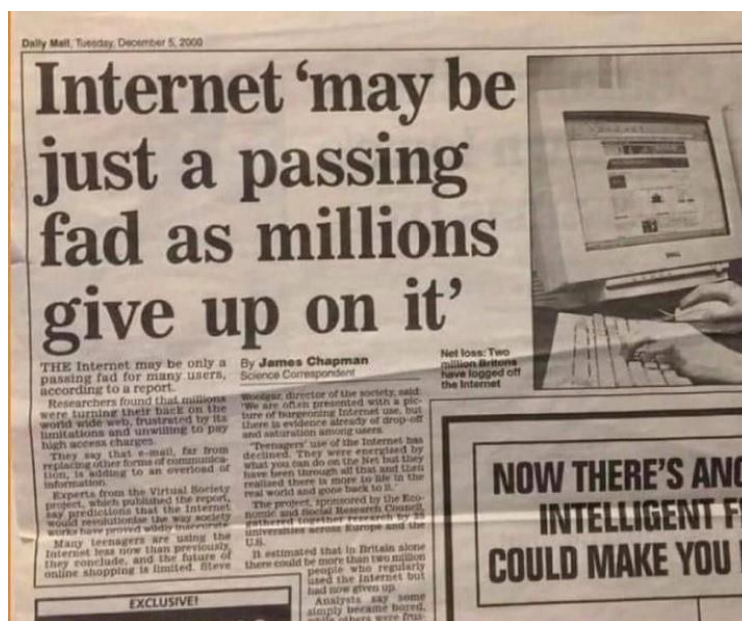 Daily Mail, Tuesday, December 5, 2000
Internet ‘may be
just a passing
fad as millions
give up on it’
THE Internet may be only a
passing fad for many users,
according to a report.
Researchers found that millions
were turning their back on the
world wide web, frustrated by its
limitations and unwilling to pay
high access charges.
They say that e-mail, far from
replacing other forms of communica-
tion, is adding to an overload of
information.
Experts from the Virtual Society
project, which published the report,
say predictions that the Internet
would revolutionise the way society
works have proved wildly inaccurate.
Many teenagers are using the
Internet less now than previously,
they conclude, and the future of
online shopping is limited. Steve
By James Chapman
Science Correspondent
Woolgar, director of the society, said:
‘We are often presented with a pic-
ture of burgeoning Internet use, but
there is evidence already of drop-off
and saturation among users.
‘Teenagers’ use of the Internet has
declined. They were energised by
what you can do on the Net but they
have been through all that and then
realised there is more to life in the
real world and gone back to it.’
The project, sponsored by the Eco-
nomic and Social Research Council,
gathered together research by 25
universities across Europe and the
U.S.
It estimated that in Britain alone
there could be more than two million
people who regularly
used the Internet but
had now given up.
Analysts say some
simply became bored,
while others were frus-
Net loss: Two
million Britons
have logged off
the Internet
DELL
EXCLUSIVE!
NOW THERE'S ANO
INTELLIGENT F
COULD MAKE YOU